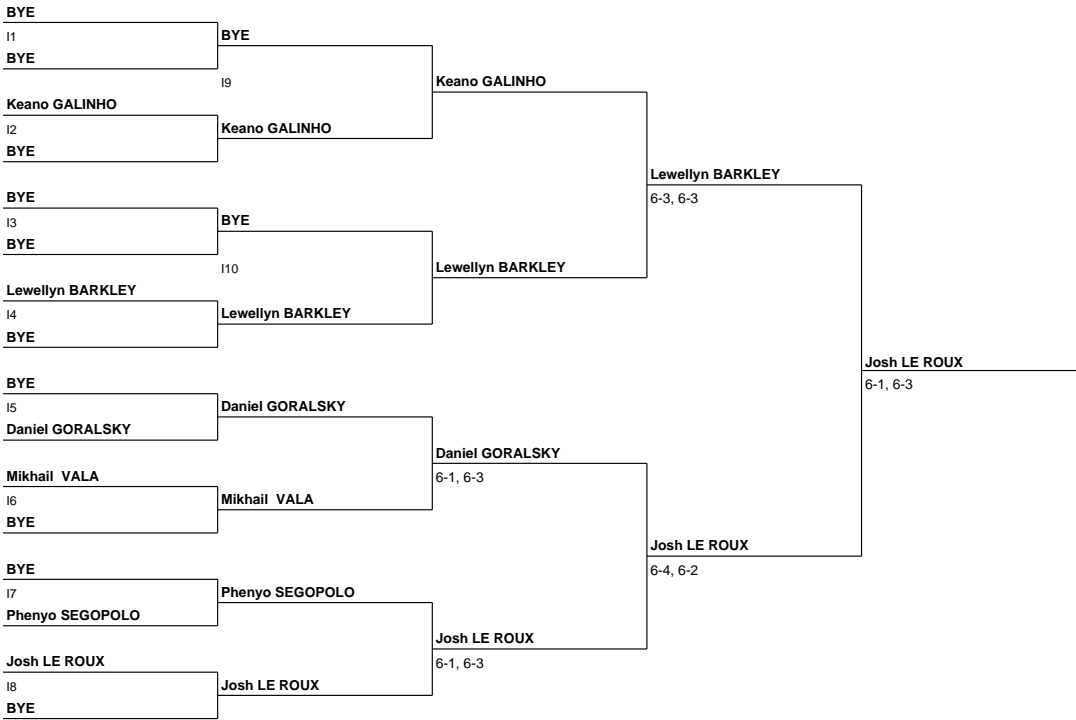 BYE
I1
BYE
BYE
I9
Keano GALINHO
Keano GALINHO
I2
Keano GALINHO
BYE
Lewellyn BARKLEY
6-3, 6-3
BYE
I3
BYE
BYE
I10
Lewellyn BARKLEY
Lewellyn BARKLEY
I4
Lewellyn BARKLEY
BYE
Josh LE ROUX
6-1, 6-3
BYE
I5
Daniel GORALSKY
Daniel GORALSKY
Daniel GORALSKY
6-1, 6-3
Mikhail  VALA
I6
Mikhail  VALA
BYE
Josh LE ROUX
6-4, 6-2
BYE
I7
Phenyo SEGOPOLO
Phenyo SEGOPOLO
Josh LE ROUX
6-1, 6-3
Josh LE ROUX
I8
Josh LE ROUX
BYE